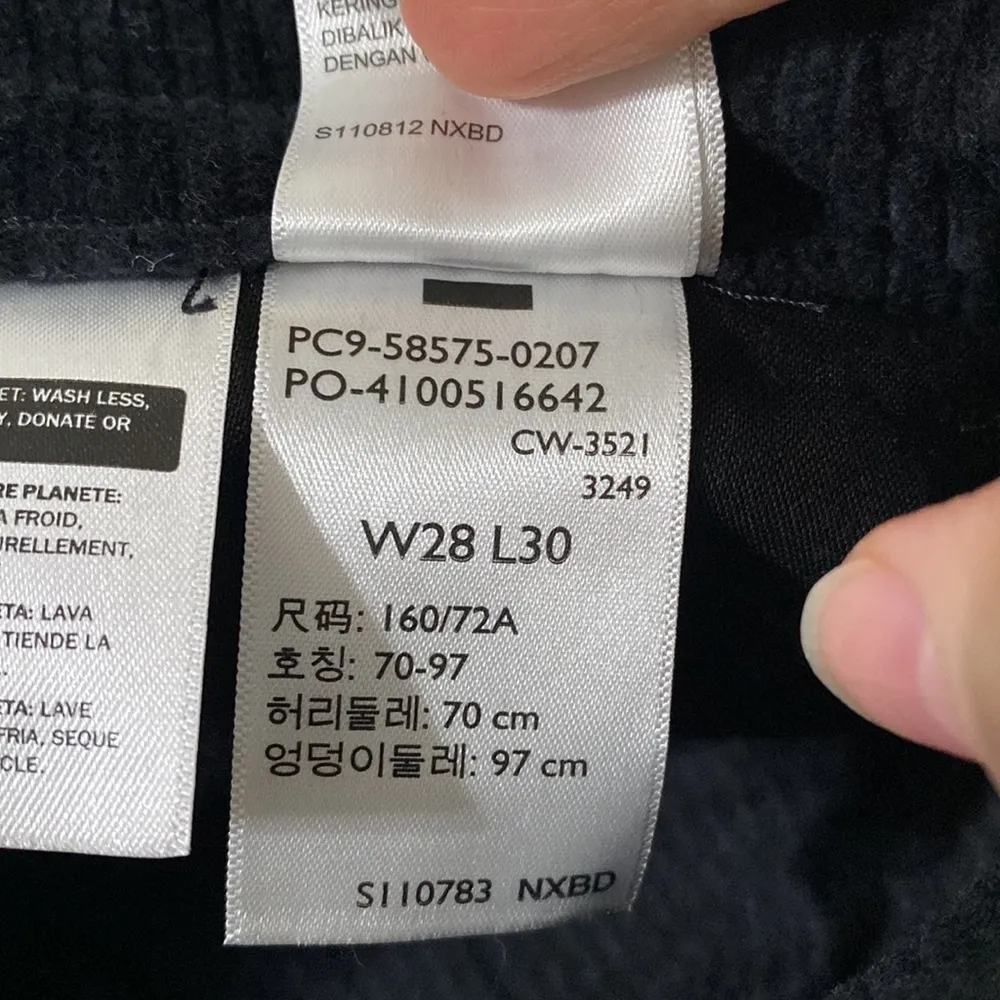 KERING
DIBALIK
DENGAN
S110812 NXBD
PC9-58575-0207
PO-4100516642
CW-3521
3249
W28 L30
尺码: 160/72A
호칭: 70-97
허리둘레: 70 cm
엉덩이둘레: 97 cm
S110783 NXBD
ET: WASH LESS,
Y, DONATE OR
RE PLANETE:
A FROID,
URELLEMENT,
ETA: LAVA
TIENDE LA
ETA: LAVE
FRIA, SEQUE
CLE.